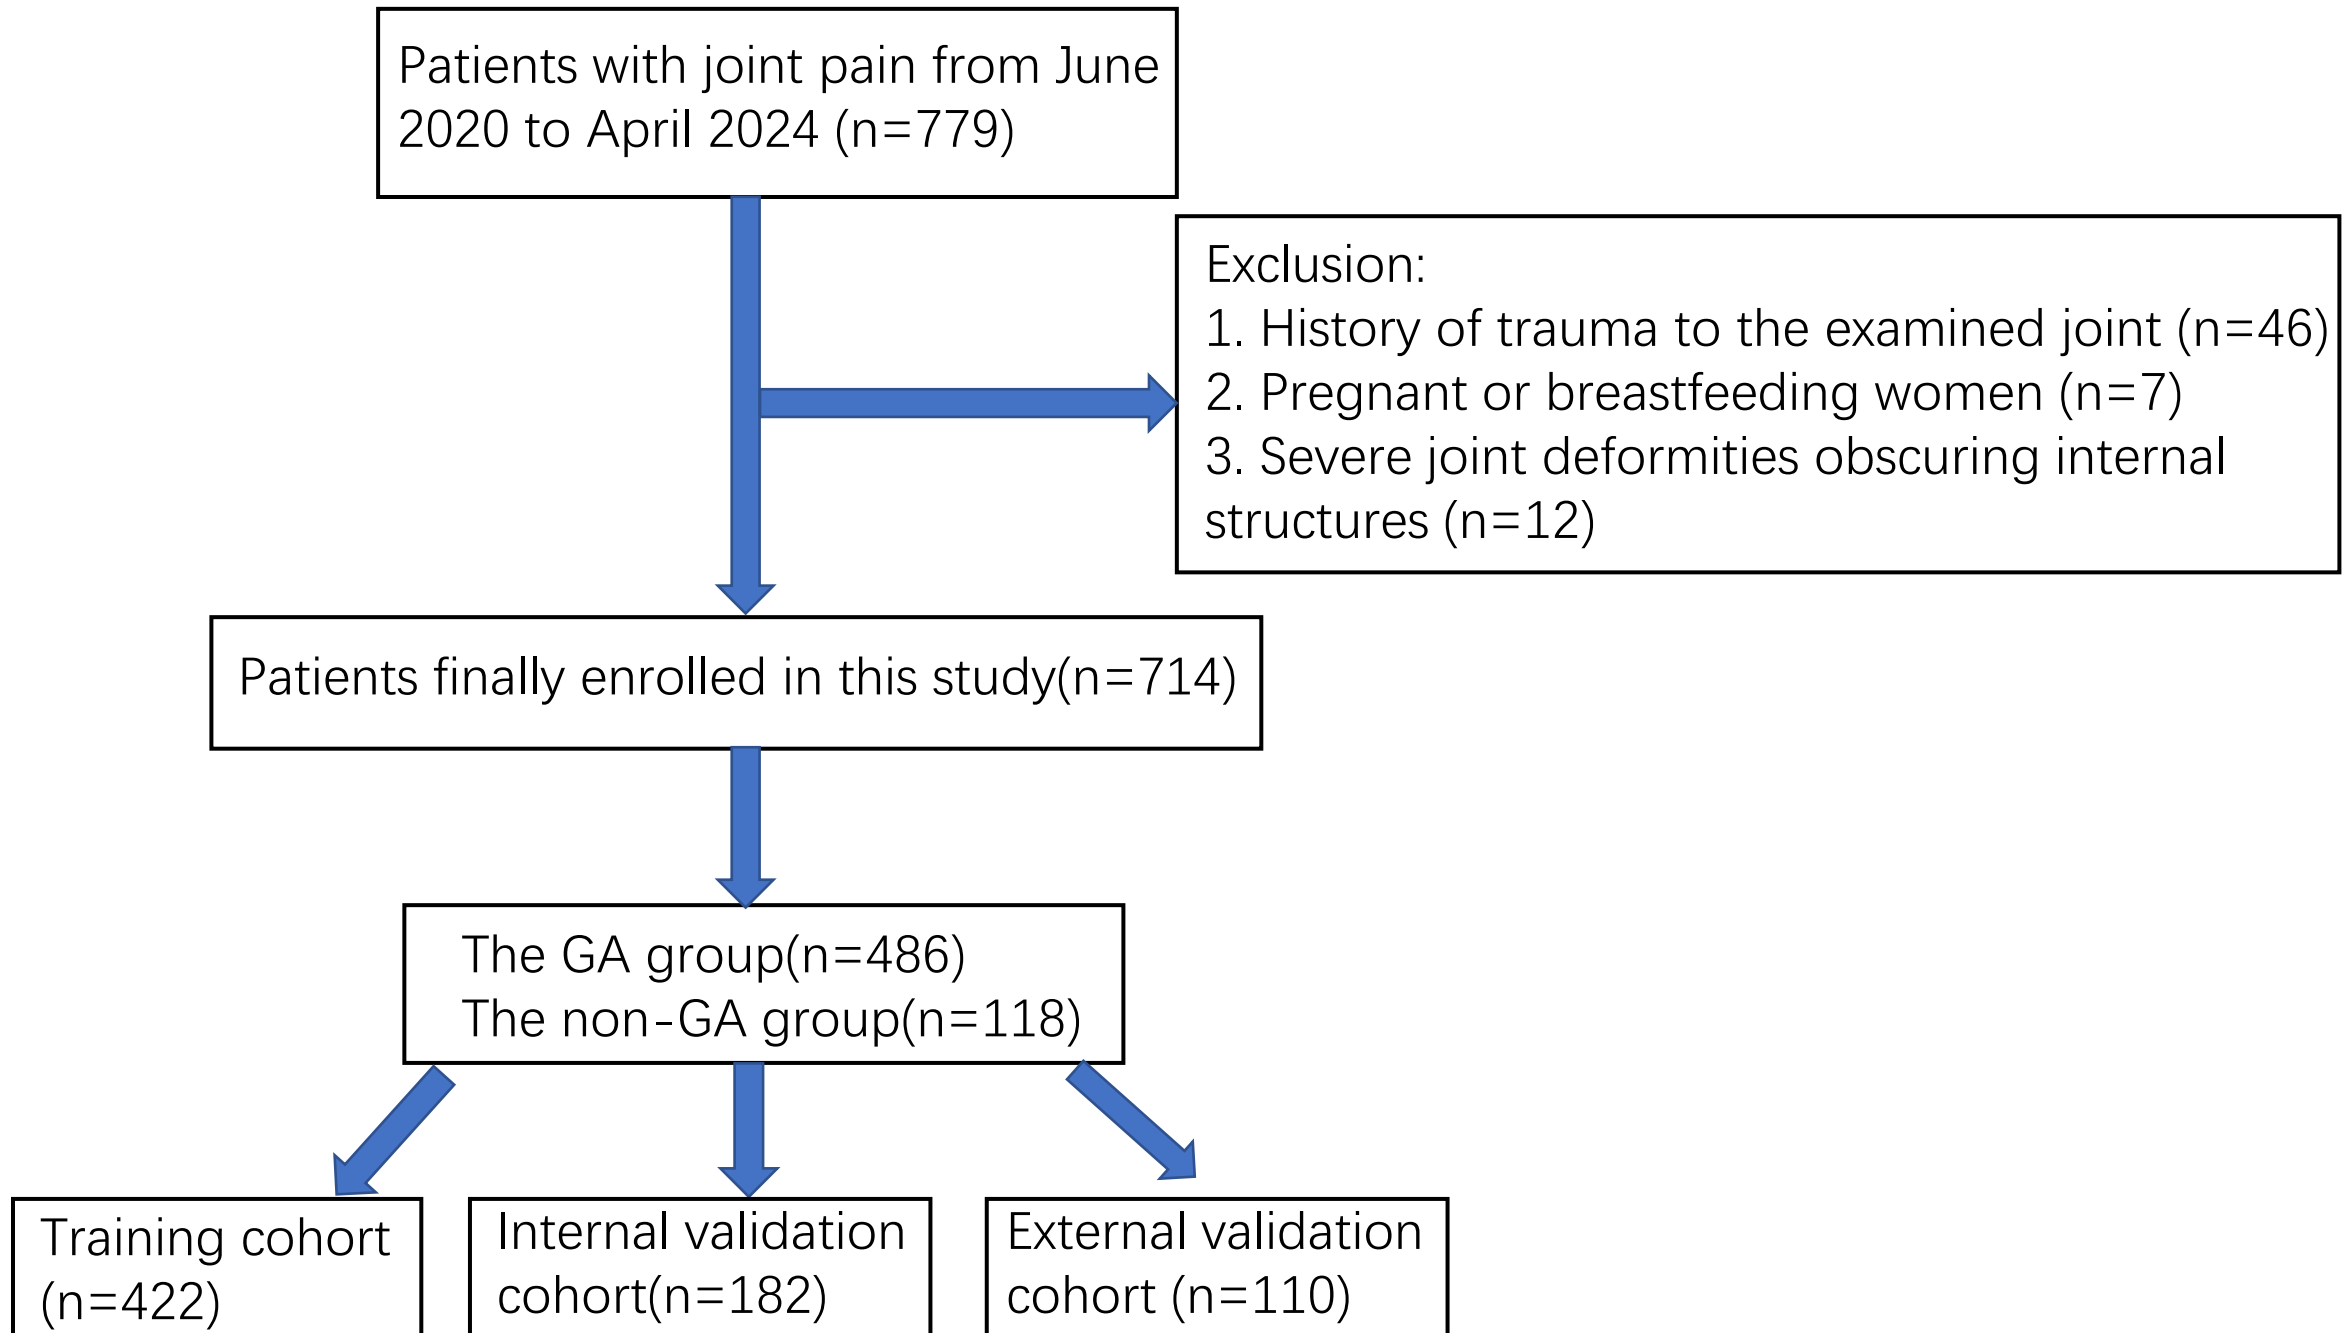 Patients with joint pain from June
2020 to April 2024 (n=779)
Exclusion:
1. History of trauma to the examined joint (n=46)
2. Pregnant or breastfeeding women (n=7)
3. Severe joint deformities obscuring internal
structures (n=12)
Patients finally enrolled in this study(n=714)
The GA group(n=486)
The non-GA group(n=118)
Training cohort
(n=422)
Internal validation
cohort(n=182)
External validation
cohort (n=110)